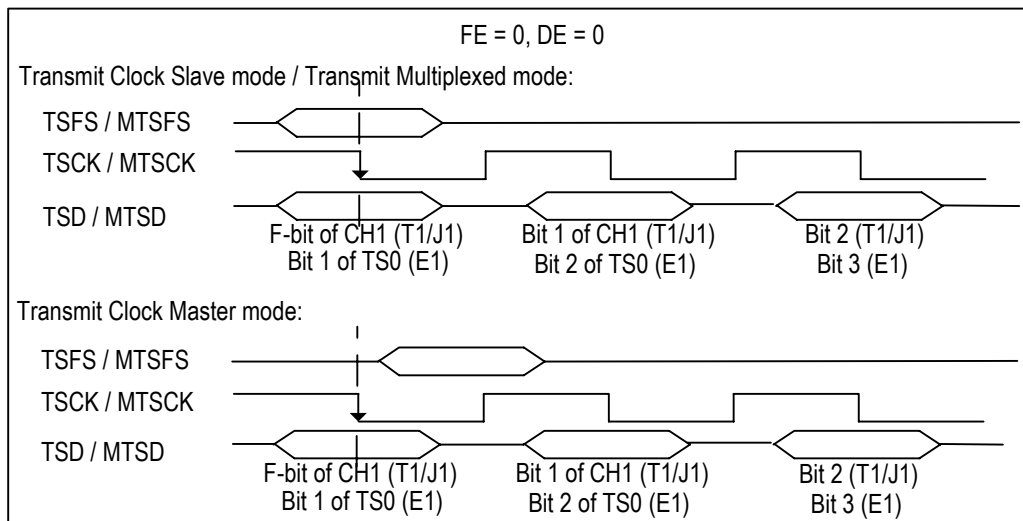 FE = 0, DE = 0
Transmit Clock Slave mode / Transmit Multiplexed mode:
TSFS / MTSFS
TSCK / MTSCK
TSD / MTSD
F-bit of CH1 (T1/J1) Bit 1 of CH1 (T1/J1) Bit 2 (T1/J1)
Bit 1 of TS0 (E1) Bit 2 of TS0 (E1) Bit 3 (E1)
Transmit Clock Master mode:
TSFS / MTSFS
TSCK / MTSCK
TSD / MTSD
F-bit of CH1 (T1/J1) Bit 1 of CH1 (T1/J1) Bit 2 (T1/J1)
Bit 1 of TS0 (E1) Bit 2 of TS0 (E1) Bit 3 (E1)